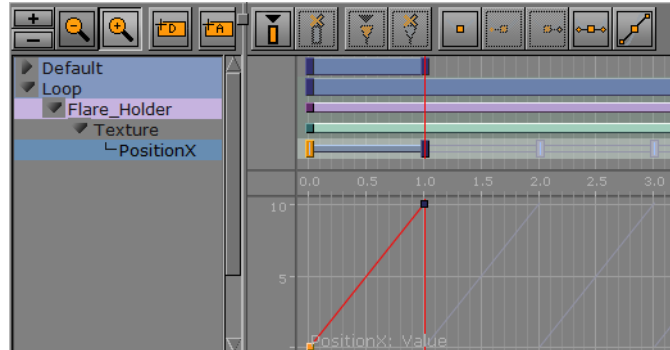 +
D
A
−
Default
Loop
Flare_Holder
Texture
PositionX
0.0 0.5 1.0 1.5 2.0 2.5 3.0
10
5
PositionX: Value